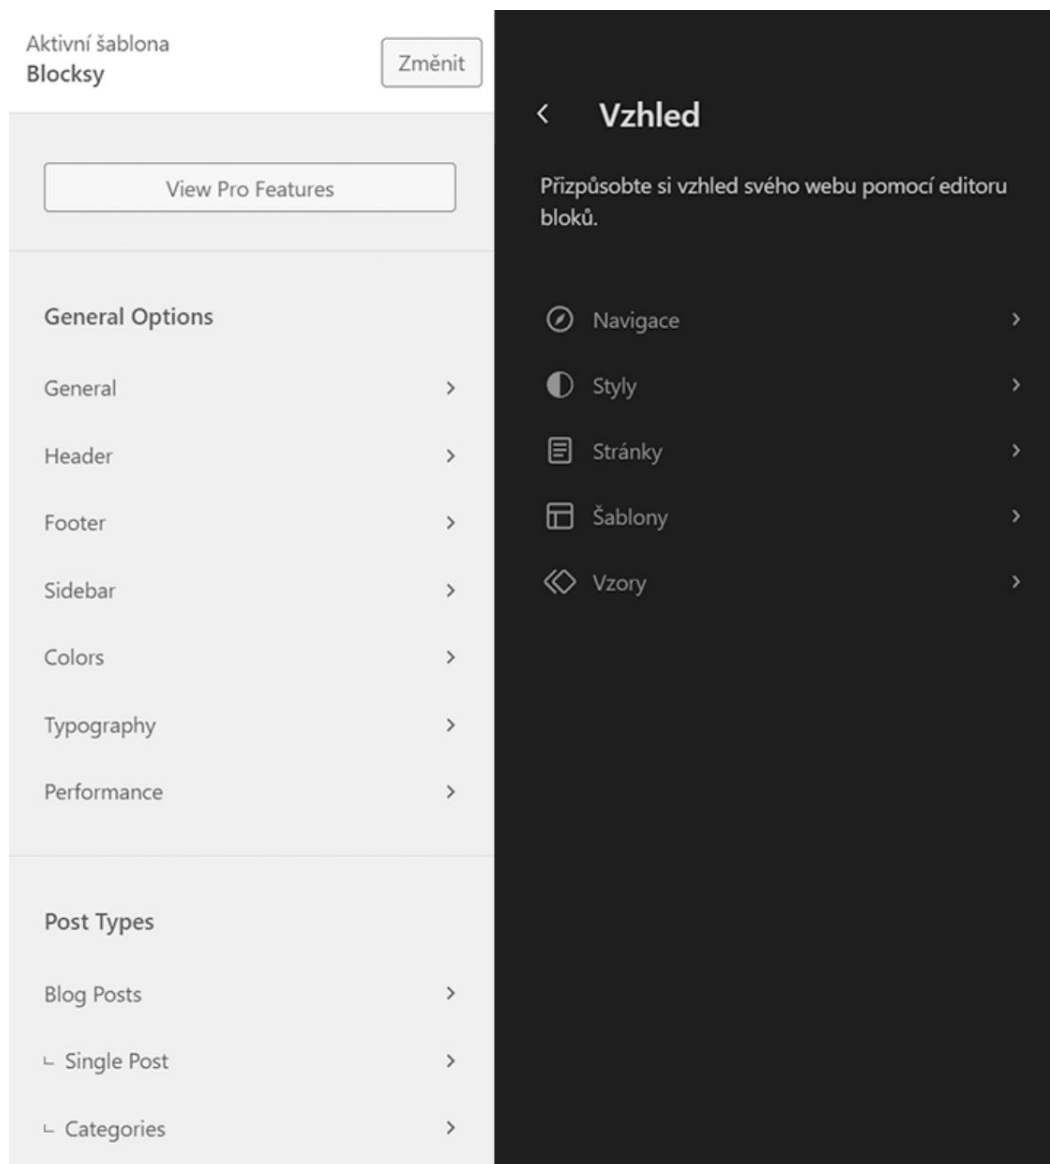 Aktivní šablona
Blocksy
Změnit
View Pro Features
General Options
General
Header
Footer
Sidebar
Colors
Typography
Performance
Post Types
Blog Posts
Single Post
Categories
Vzhled
Přizpůsobte si vzhled svého webu pomocí editoru
bloků.
Navigace
Styly
Stránky
Šablony
Vzory